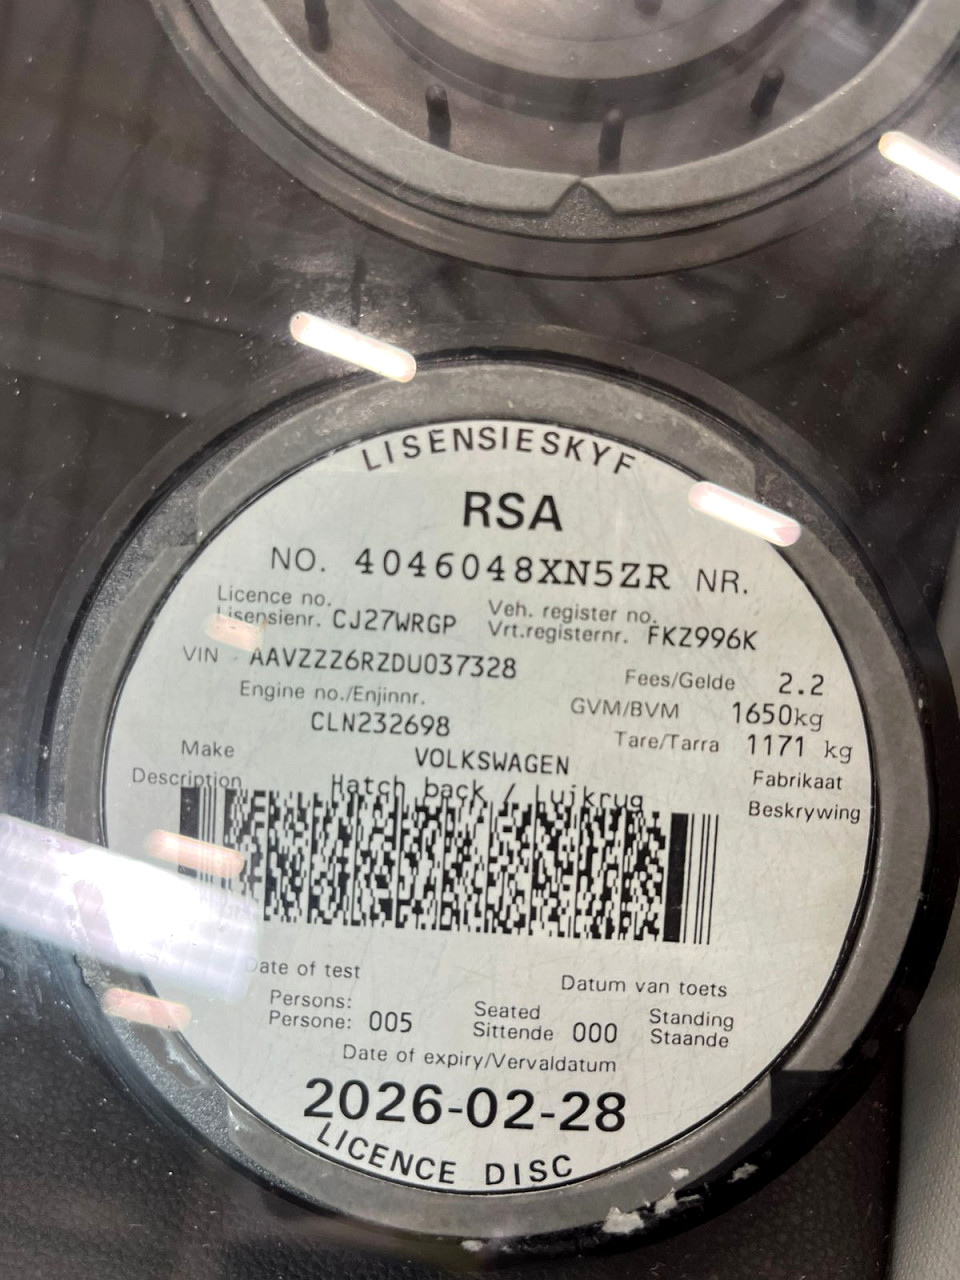 LISENSIESKYF
RSA
NO. 4046048XN5ZR NR.
Licence no.
Lisensienr. CJ27WRGP
Veh. register no.
Vrt.registernr. FKZ996K
VIN AAVZZZ6RZDU037328
Fees/Gelde 2.2
Engine no./Enjinnr.
CLN232698
GVM/BVM 1650kg
Tare/Tarra 1171 kg
Make VOLKSWAGEN Fabrikaat
Description Hatch back / Luikrug Beskrywing
Date of test Datum van toets
Persons:
Persone: 005
Seated
Sittende 000
Standing
Staande
Date of expiry/Vervaldatum
2026-02-28
LICENCE DISC